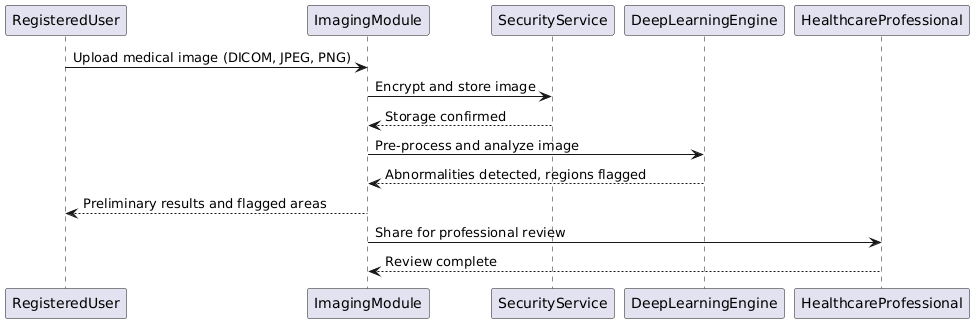 RegisteredUser
ImagingModule
SecurityService
DeepLearningEngine
HealthcareProfessional
Upload medical image (DICOM, JPEG, PNG)
Encrypt and store image
Storage confirmed
Pre-process and analyze image
Abnormalities detected, regions flagged
Preliminary results and flagged areas
Share for professional review
Review complete
RegisteredUser
ImagingModule
SecurityService
DeepLearningEngine
HealthcareProfessional